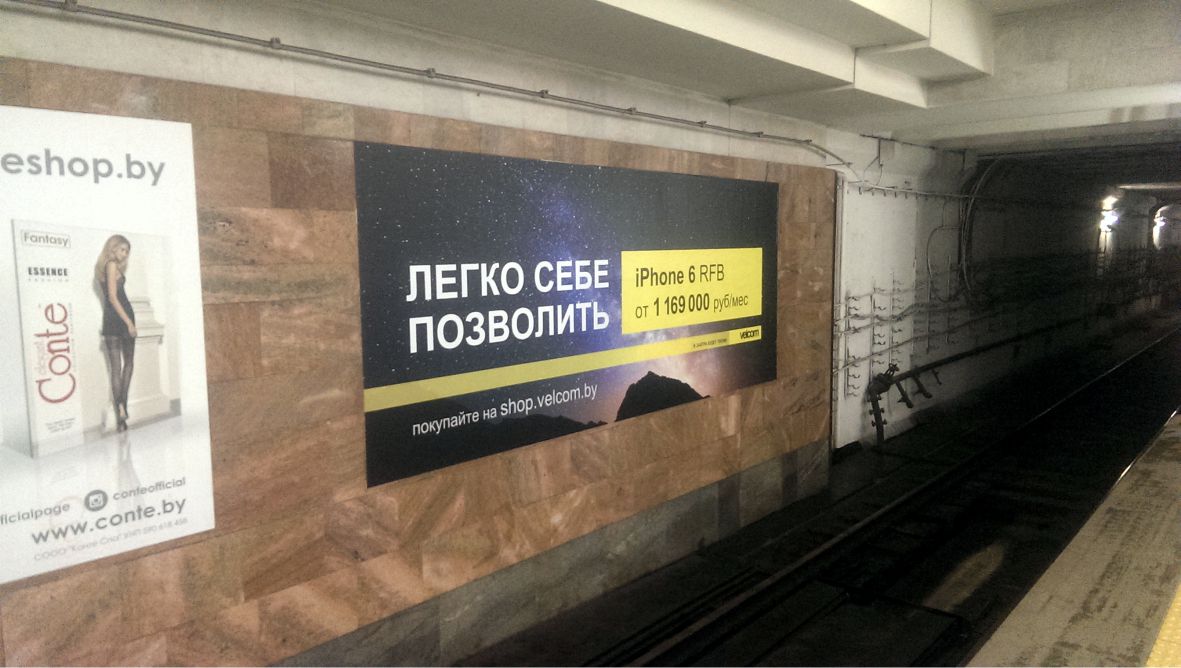 eshop.by
Fantasy
ESSENCE
Conte
ficialpage
conteofficial
www.conte.by
ЛЕГКО СЕБЕ
ПОЗВОЛИТЬ
iPhone 6 RFB
от 1 169 000 руб/мес
velcom
покупайте на shop.velcom.by